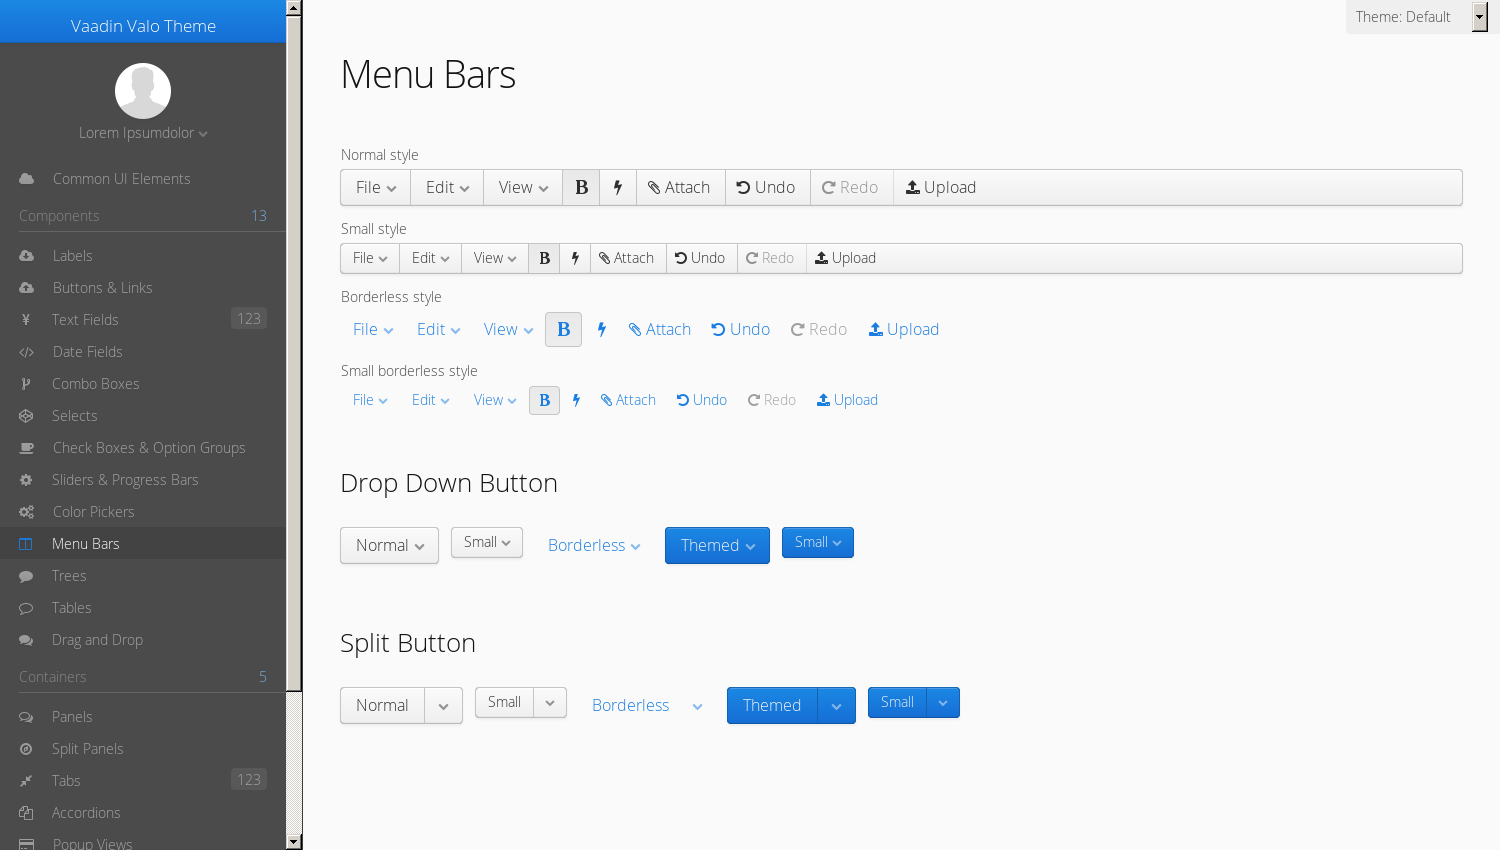 Vaadin Valo Theme
Lorem Ipsumdolor
Common UI Elements
Components 13
Labels
Buttons & Links
Text Fields 123
Date Fields
Combo Boxes
Selects
Check Boxes & Option Groups
Sliders & Progress Bars
Color Pickers
Menu Bars
Trees
Tables
Drag and Drop
Containers 5
Panels
Split Panels
Tabs 123
Accordions
Popup Views
Theme: Default
Menu Bars
Normal style
File Edit View B Attach Undo Redo Upload
Small style
File Edit View B Attach Undo Redo Upload
Borderless style
File Edit View B Attach Undo Redo Upload
Small borderless style
File Edit View B Attach Undo Redo Upload
Drop Down Button
Normal Small Borderless Themed Small
Split Button
Normal Small Borderless Themed Small